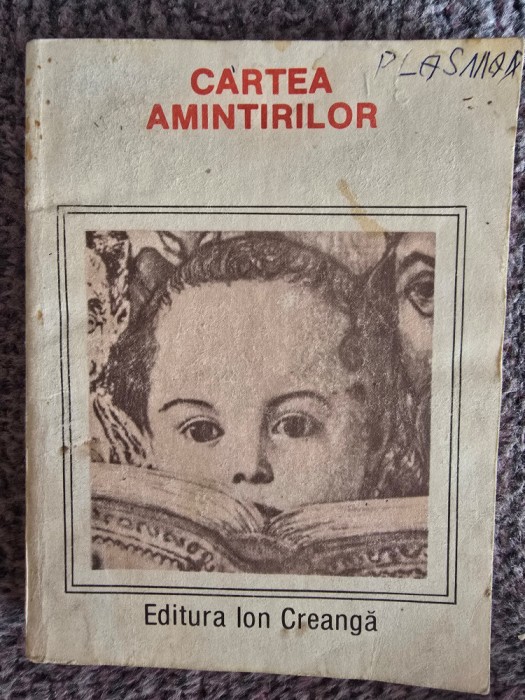 PLASMAR
CARTEA
AMINTIRILOR
Editura Ion Creangă